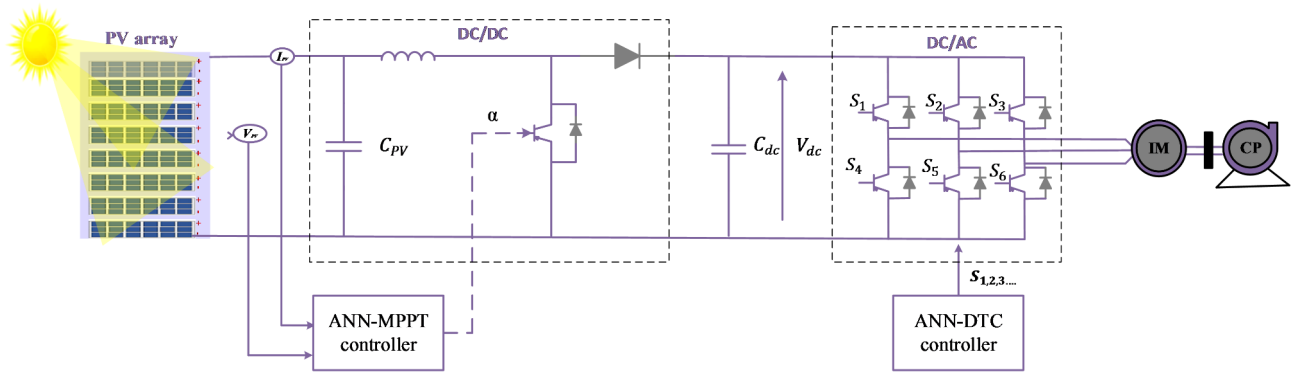 PV array
DC/DC
DC/AC
I_PV
V_PV
α
C_PV
C_dc
V_dc
S_1
S_2
S_3
S_4
S_5
S_6
IM
CP
S_1,2,3....
ANN-MPPT
controller
ANN-DTC
controller